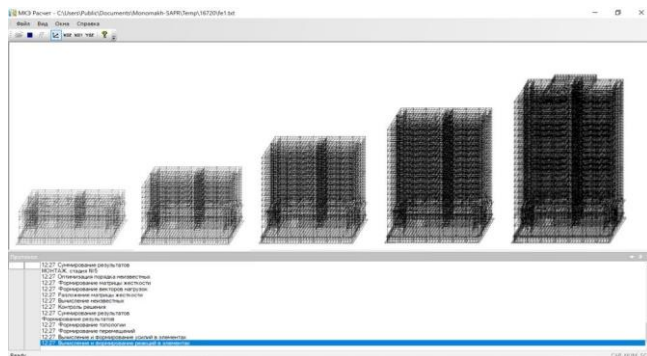 МКЭ Расчет - C:\Users\Public\Documents\Monomakh-SAPR\Temp\16720\fe1.txt
Файл Вид Окна Справка
Протокол
12:27 Суммирование результатов
МОНТАЖ, стадия N5
12:27 Оптимизация порядка неизвестных
12:27 Формирование матрицы жесткости
12:27 Формирование векторов нагрузок
12:27 Разложение матрицы жесткости
12:27 Вычисление неизвестных
12:27 Контроль решения
12:27 Суммирование результатов
Формирование результатов
12:27 Формирование топологии
12:27 Формирование перемещений
12:27 Вычисление и формирование усилий в элементах
12:27 Вычисление и формирование реакций в элементах
Ready
CAP NUM